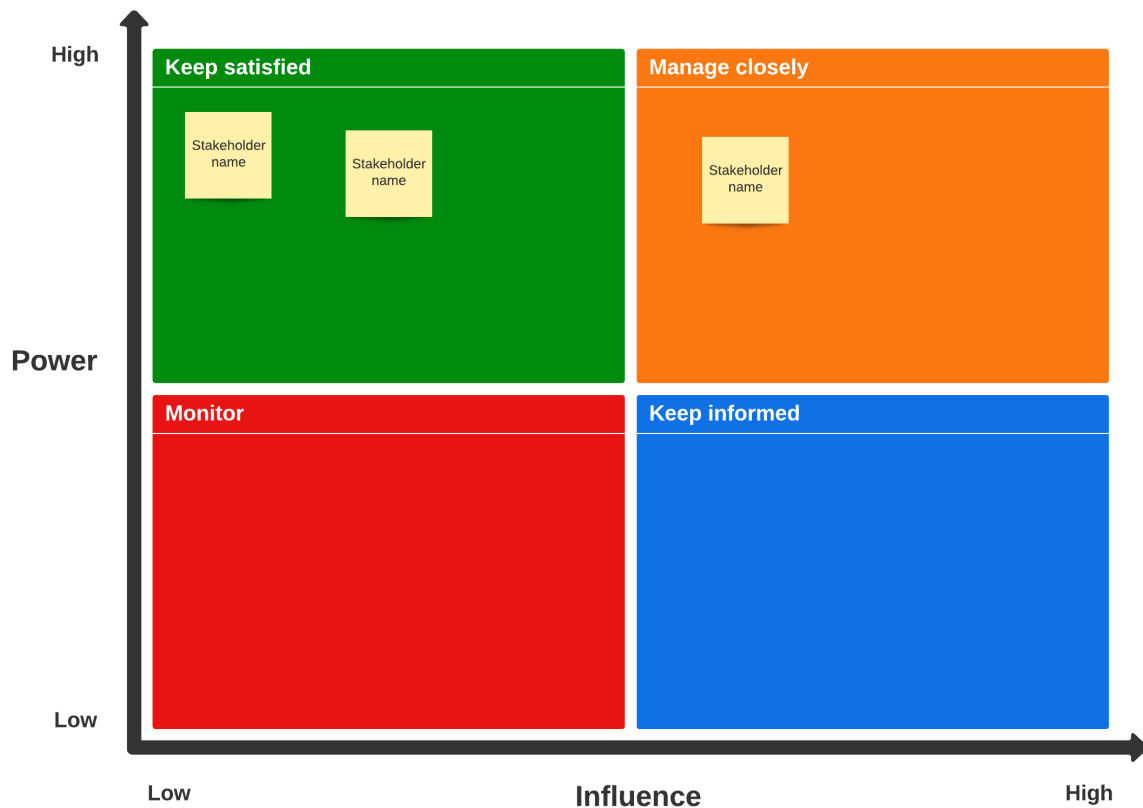 High
Keep satisfied
Manage closely
Stakeholder
name
Stakeholder
name
Stakeholder
name
Power
Monitor
Keep informed
Low
Low
Influence
High